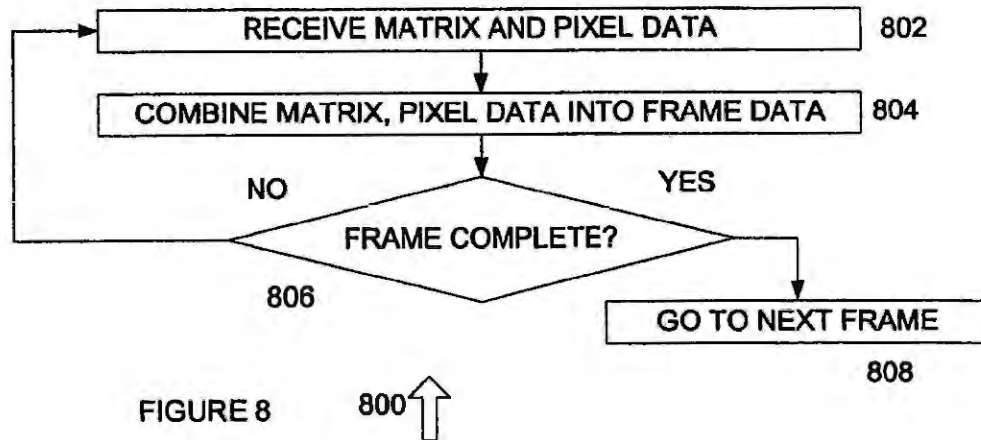 RECEIVE MATRIX AND PIXEL DATA
802
COMBINE MATRIX, PIXEL DATA INTO FRAME DATA
804
NO
YES
FRAME COMPLETE?
806
GO TO NEXT FRAME
808
FIGURE 8
800